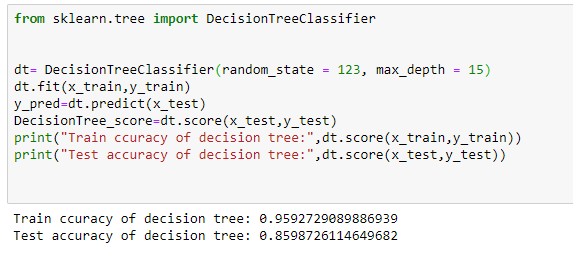 from sklearn.tree import DecisionTreeClassifier
dt= DecisionTreeClassifier(random_state = 123, max_depth = 15)
dt.fit(x_train,y_train)
y_pred=dt.predict(x_test)
DecisionTree_score=dt.score(x_test,y_test)
print("Train ccuracy of decision tree:",dt.score(x_train,y_train))
print("Test accuracy of decision tree:",dt.score(x_test,y_test))
Train ccuracy of decision tree: 0.9592729089886939
Test accuracy of decision tree: 0.8598726114649682